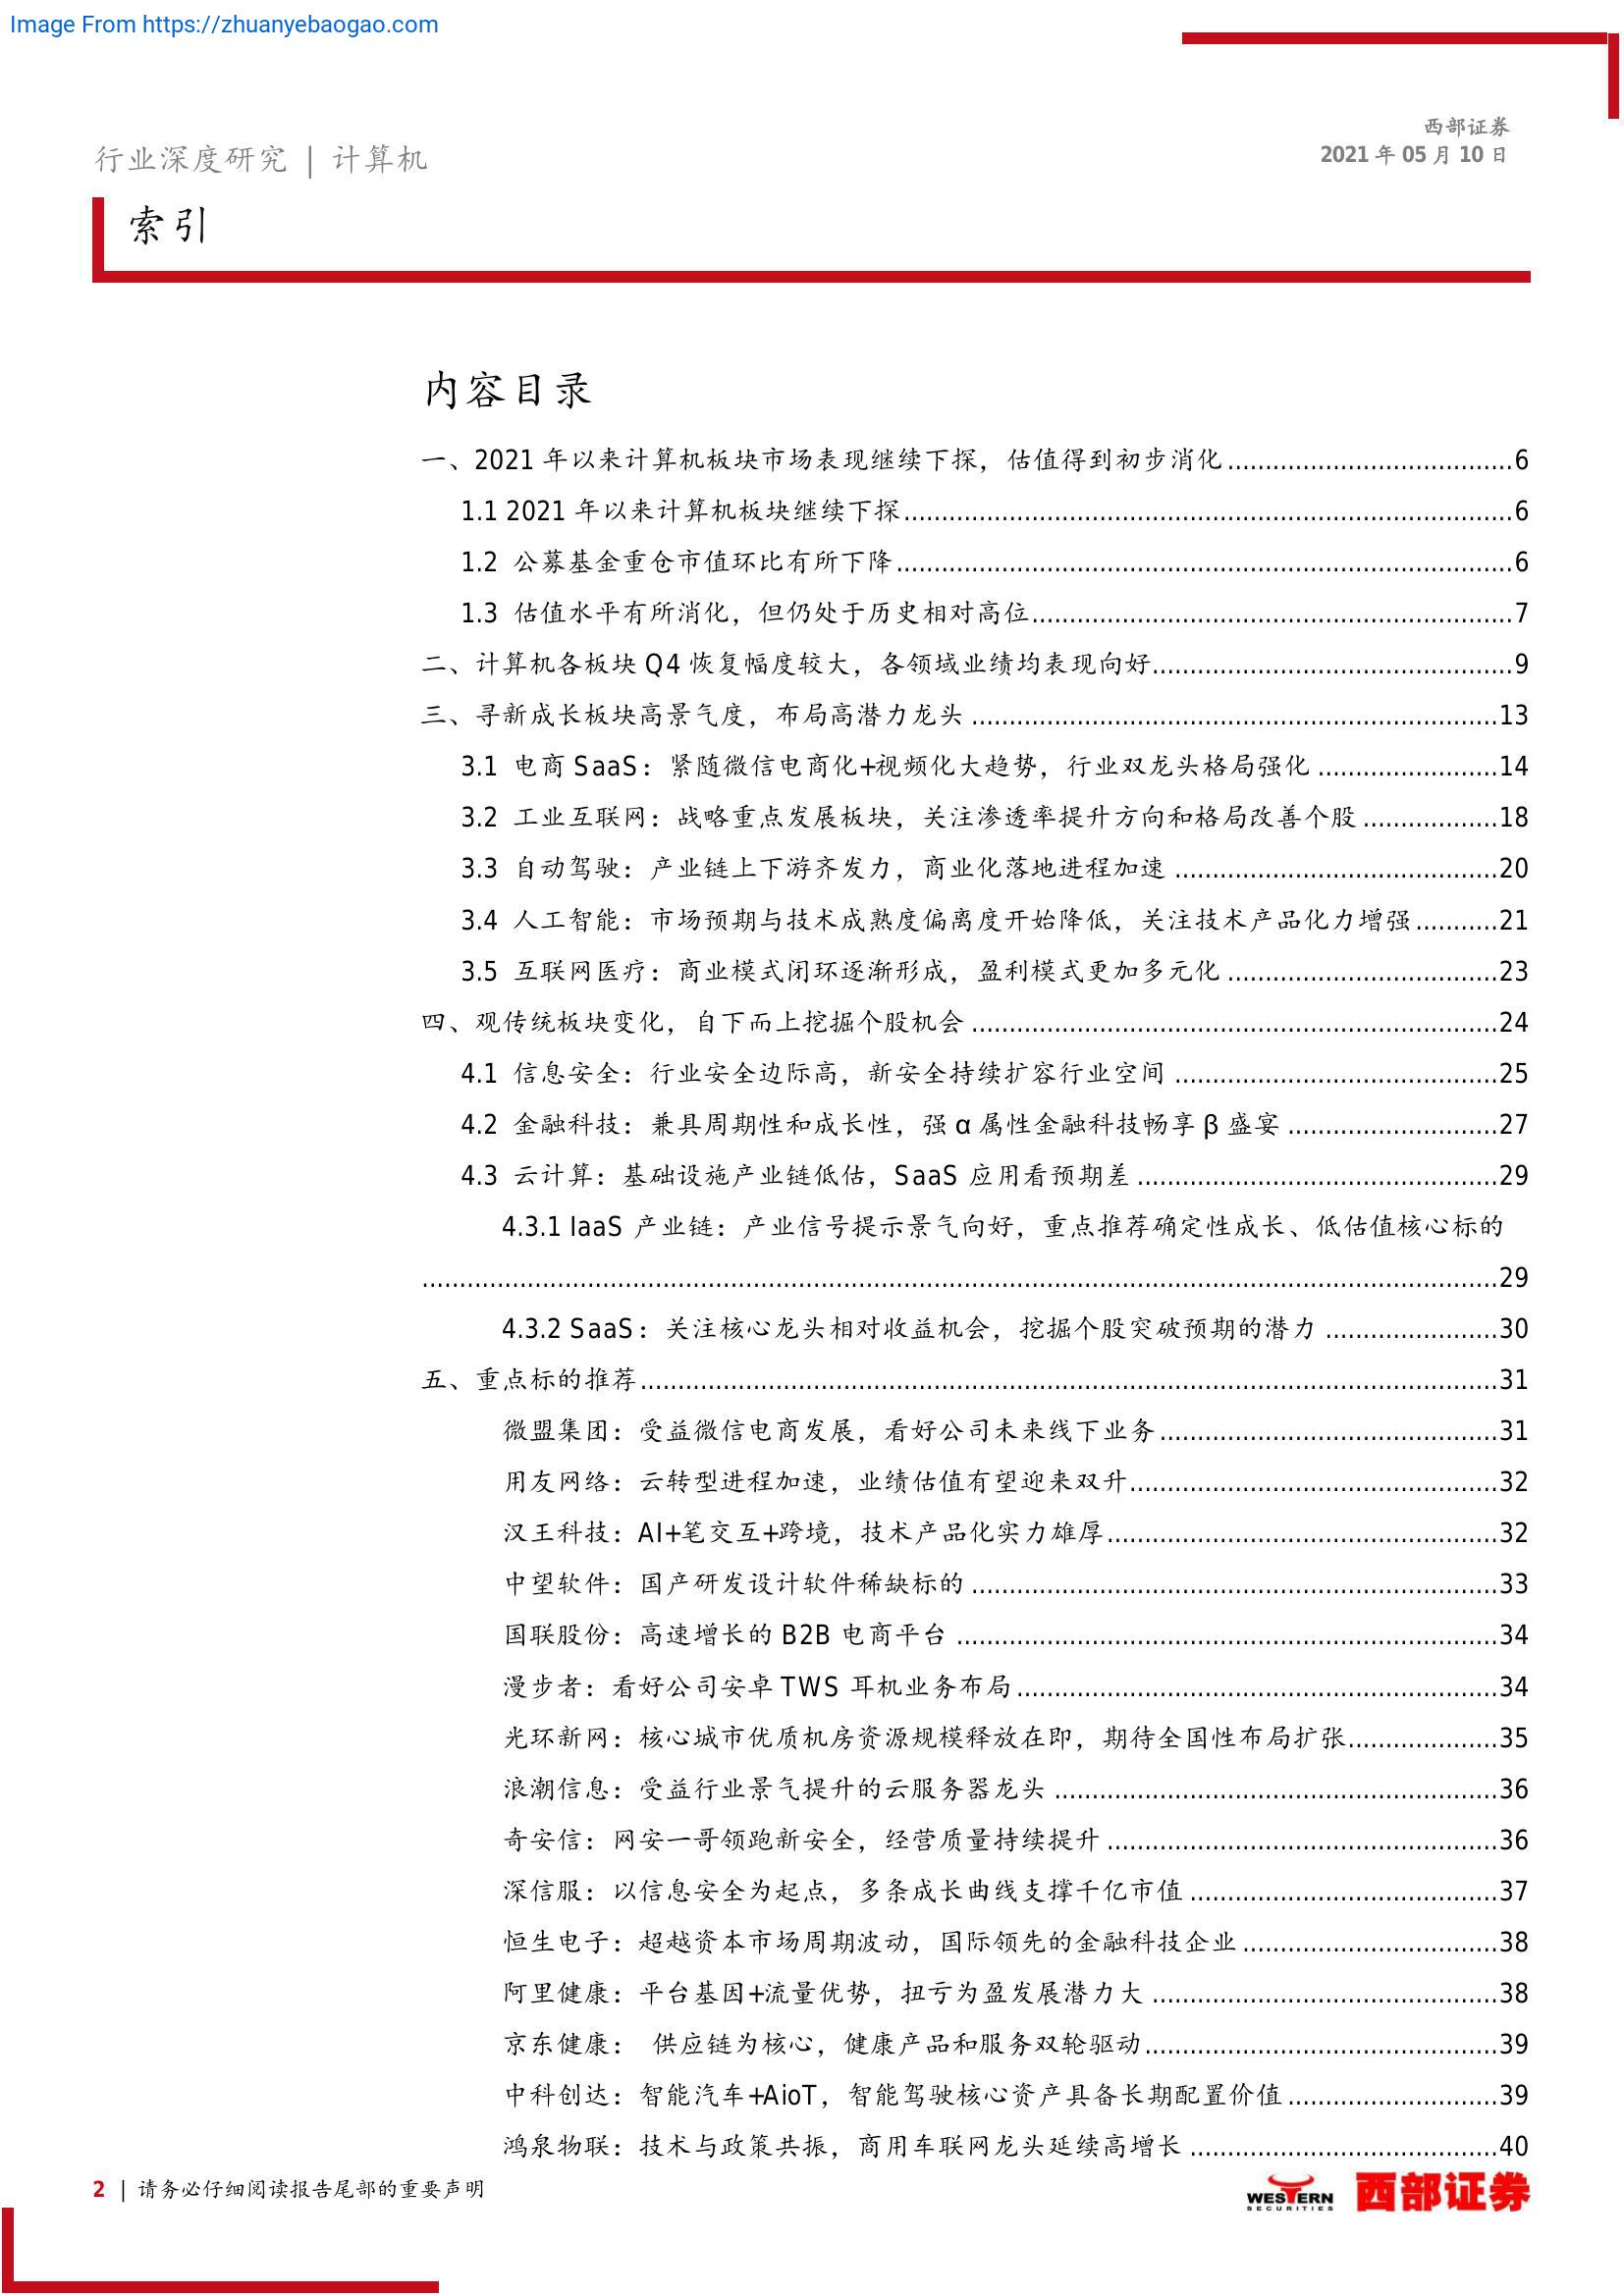 Image From https://zhuanyebaogao.com
西部证券
2021 年 05 月 10 日
行业深度研究 | 计算机
索引
内容目录
一、2021 年以来计算机板块市场表现继续下探，估值得到初步消化......................................6
1.1 2021 年以来计算机板块继续下探.................................................................................6
1.2 公募基金重仓市值环比有所下降..................................................................................6
1.3 估值水平有所消化，但仍处于历史相对高位................................................................7
二、计算机各板块 Q4 恢复幅度较大，各领域业绩均表现向好................................................9
三、寻新成长板块高景气度，布局高潜力龙头 ......................................................................13
3.1 电商 SaaS：紧随微信电商化+视频化大趋势，行业双龙头格局强化 ........................14
3.2 工业互联网：战略重点发展板块，关注渗透率提升方向和格局改善个股 ..................18
3.3 自动驾驶：产业链上下游齐发力，商业化落地进程加速 ...........................................20
3.4 人工智能：市场预期与技术成熟度偏离度开始降低，关注技术产品化力增强...........21
3.5 互联网医疗：商业模式闭环逐渐形成，盈利模式更加多元化 ....................................23
四、观传统板块变化，自下而上挖掘个股机会 ......................................................................24
4.1 信息安全：行业安全边际高，新安全持续扩容行业空间 ...........................................25
4.2 金融科技：兼具周期性和成长性，强 α 属性金融科技畅享 β 盛宴 ............................27
4.3 云计算：基础设施产业链低估，SaaS 应用看预期差 ................................................29
4.3.1 IaaS 产业链：产业信号提示景气向好，重点推荐确定性成长、低估值核心标的
...............................................................................................................................................29
4.3.2 SaaS：关注核心龙头相对收益机会，挖掘个股突破预期的潜力 .......................30
五、重点标的推荐..................................................................................................................31
微盟集团：受益微信电商发展，看好公司未来线下业务.............................................31
用友网络：云转型进程加速，业绩估值有望迎来双升.................................................32
汉王科技：AI+笔交互+跨境，技术产品化实力雄厚....................................................32
中望软件：国产研发设计软件稀缺标的 ......................................................................33
国联股份：高速增长的 B2B 电商平台 ........................................................................34
漫步者：看好公司安卓 TWS 耳机业务布局................................................................34
光环新网：核心城市优质机房资源规模释放在即，期待全国性布局扩张....................35
浪潮信息：受益行业景气提升的云服务器龙头 ...........................................................36
奇安信：网安一哥领跑新安全，经营质量持续提升 ....................................................36
深信服：以信息安全为起点，多条成长曲线支撑千亿市值 .........................................37
恒生电子：超越资本市场周期波动，国际领先的金融科技企业..................................38
阿里健康：平台基因+流量优势，扭亏为盈发展潜力大 ..............................................38
京东健康： 供应链为核心，健康产品和服务双轮驱动...............................................39
中科创达：智能汽车+AioT，智能驾驶核心资产具备长期配置价值............................39
鸿泉物联：技术与政策共振，商用车联网龙头延续高增长 .........................................40
2 | 请务必仔细阅读报告尾部的重要声明
WESTERN
SECURITIES
西部证券